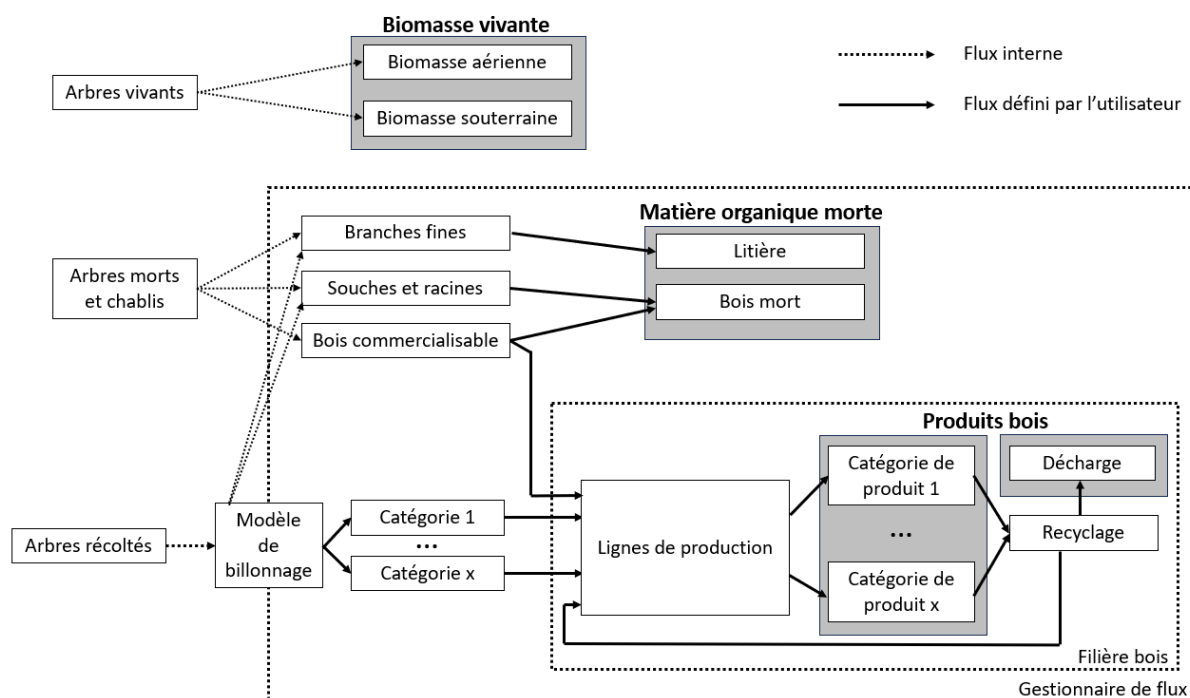 Biomasse vivante
Biomasse aérienne
Arbres vivants
Biomasse souterraine
Flux interne
Flux défini par l'utilisateur
Matière organique morte
Branches fines
Litière
Arbres morts
et chablis
Souches et racines
Bois mort
Bois commercialisable
Produits bois
Catégorie de
produit 1
Décharge
Arbres récoltés
Modèle
de
billonnage
Catégorie 1
...
Catégorie x
Lignes de production
...
Recyclage
Catégorie de
produit x
Filière bois
Gestionnaire de flux